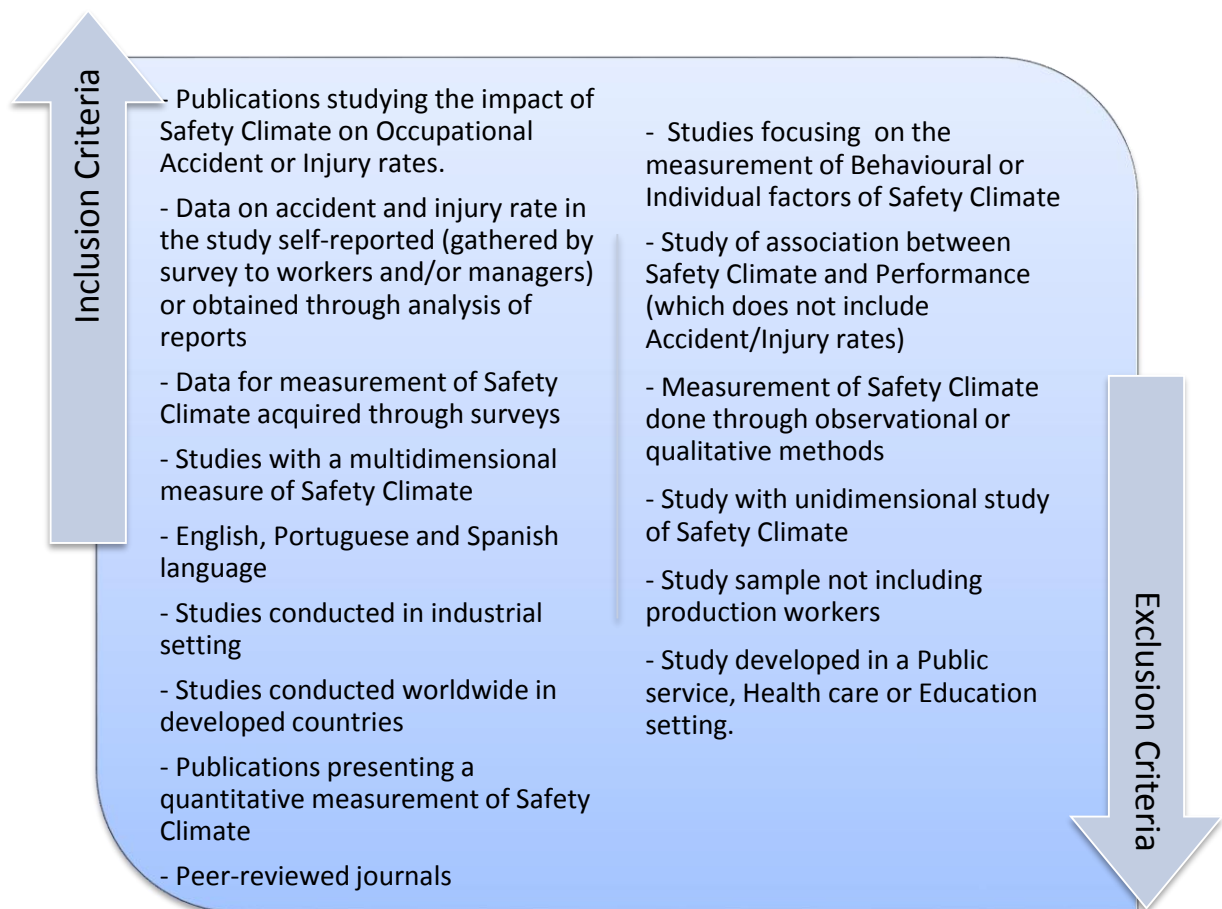 Inclusion Criteria
- Publications studying the impact of
Safety Climate on Occupational
Accident or Injury rates.
- Data on accident and injury rate in
the study self-reported (gathered by
survey to workers and/or managers)
or obtained through analysis of
reports
- Data for measurement of Safety
Climate acquired through surveys
- Studies with a multidimensional
measure of Safety Climate
- English, Portuguese and Spanish
language
- Studies conducted in industrial
setting
- Studies conducted worldwide in
developed countries
- Publications presenting a
quantitative measurement of Safety
Climate
- Peer-reviewed journals
- Studies focusing on the
measurement of Behavioural or
Individual factors of Safety Climate
- Study of association between
Safety Climate and Performance
(which does not include
Accident/Injury rates)
- Measurement of Safety Climate
done through observational or
qualitative methods
- Study with unidimensional study
of Safety Climate
- Study sample not including
production workers
- Study developed in a Public
service, Health care or Education
setting.
Exclusion Criteria